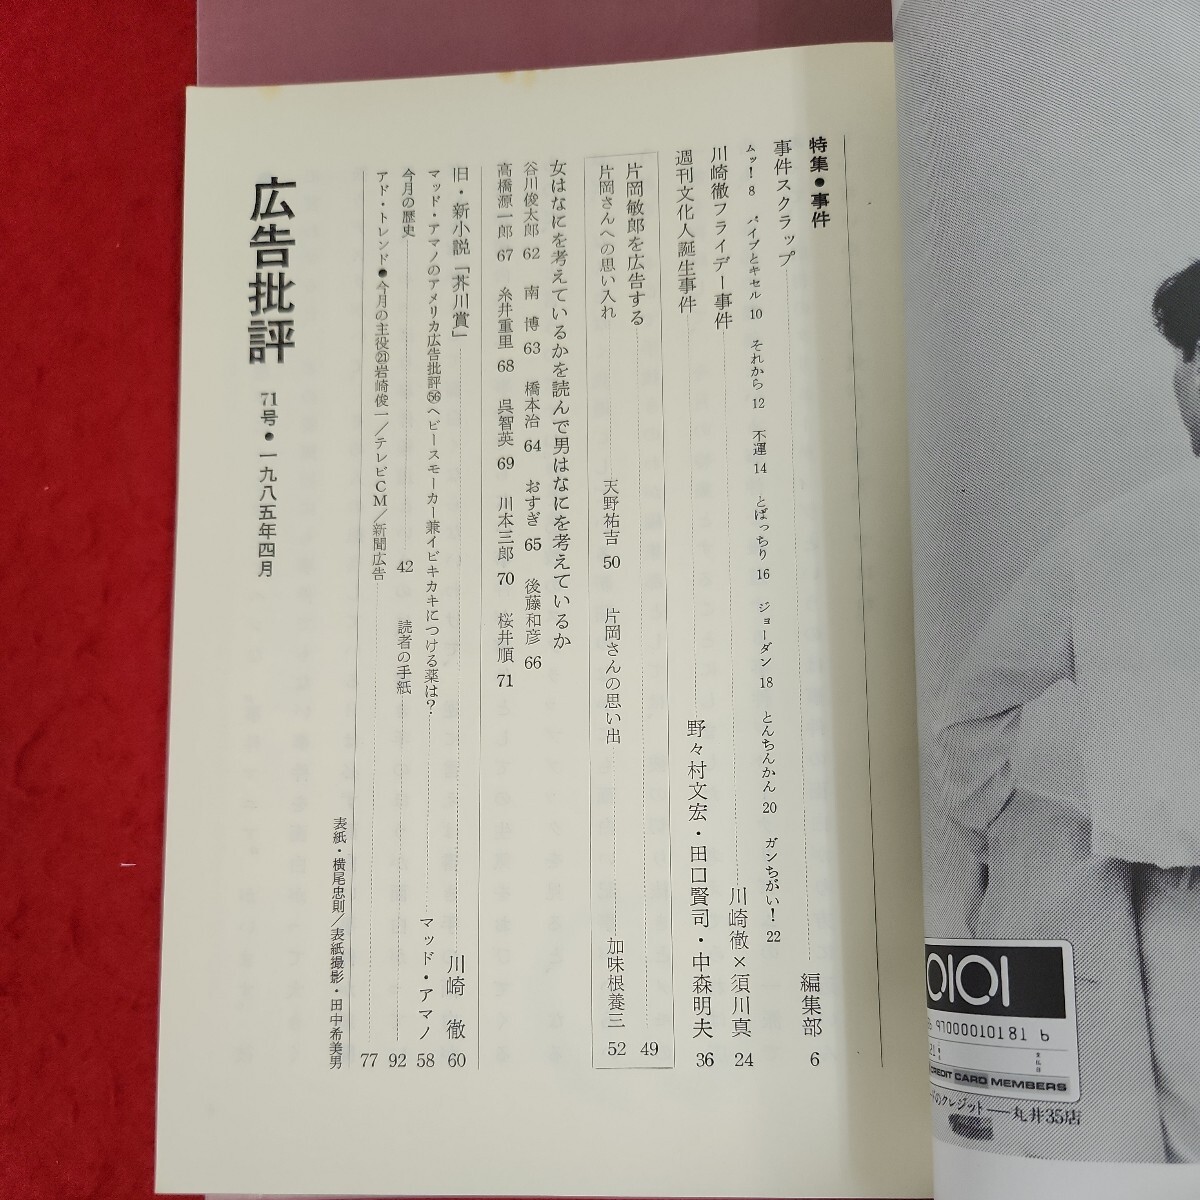 特集●事件
事件スクラップ 編集部 6
ムッ! 8 パイプとキセル 10 それから 12 不運 14 とばっちり 16 ジョーダン 18 とんちんかん 20 ガンちがい! 22
川崎徹フライデー事件 川崎徹×須川真 24
週刊文化人誕生事件 野々村文宏・田口賢司・中森明夫 36
片岡敏郎を広告する 49
片岡さんへの思い入れ 天野祐吉 50 片岡さんの思い出 加味根養三 52
女はなにを考えているかを読んで男はなにを考えているか
谷川俊太郎 62 南 博 63 橋本治 64 おすぎ 65 後藤和彦 66
高橋源一郎 67 糸井重里 68 呉智英 69 川本三郎 70 桜井順 71
旧・新小説「芥川賞」 川崎 徹 60
マッド・アマノのアメリカ広告批評56 ヘビースモーカー兼イビキカキにつける薬は? マッド・アマノ 58
今月の歴史 42 読者の手紙 92
アド・トレンド●今月の主役㉑岩崎俊一/テレビCM/新聞広告 77
表紙・横尾忠則/表紙撮影・田中希美男
広告批評 71号●一九八五年四月
OIOI
97000010181 6
CREDIT CARD MEMBERS
のクレジット――丸井35店